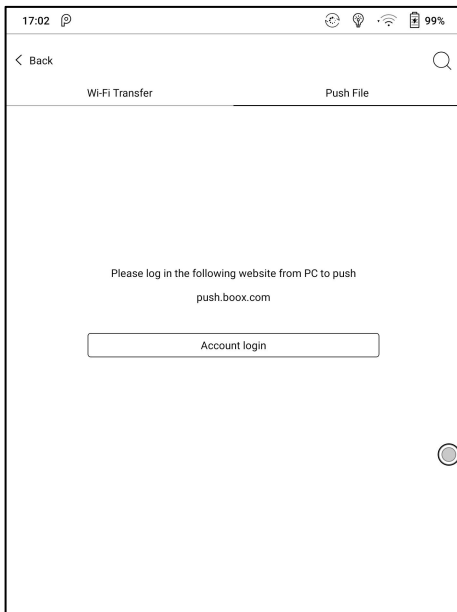 17:02 99%
Back
Wi-Fi Transfer Push File
Please log in the following website from PC to push
push.boox.com
Account login